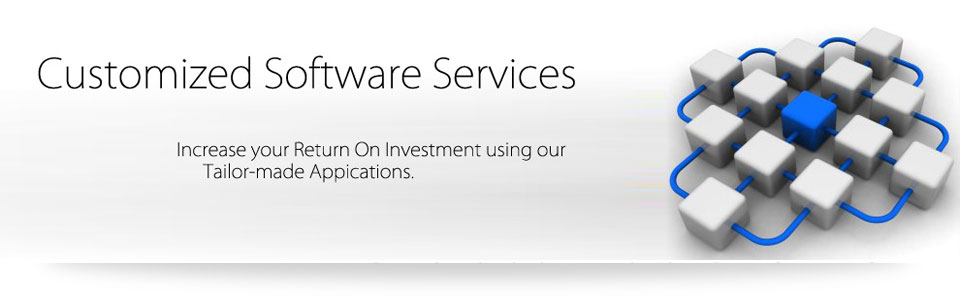 Customized Software Services
Increase your Return On Investment using our
Tailor-made Appications.